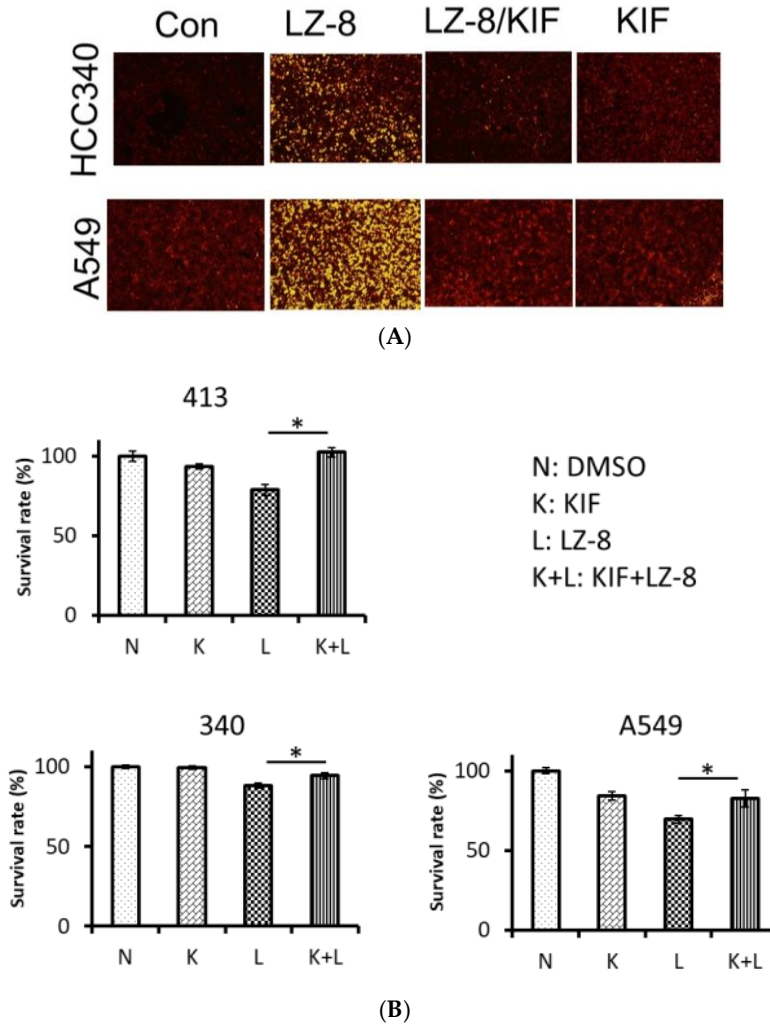 Con LZ-8 LZ-8/KIF KIF
HCC340
A549
(A)
413
*
Survival rate (%)
100
50
0
N K L K+L
N: DMSO
K: KIF
L: LZ-8
K+L: KIF+LZ-8
340
*
Survival rate (%)
100
50
0
N K L K+L
A549
*
Survival rate (%)
100
50
0
N K L K+L
(B)